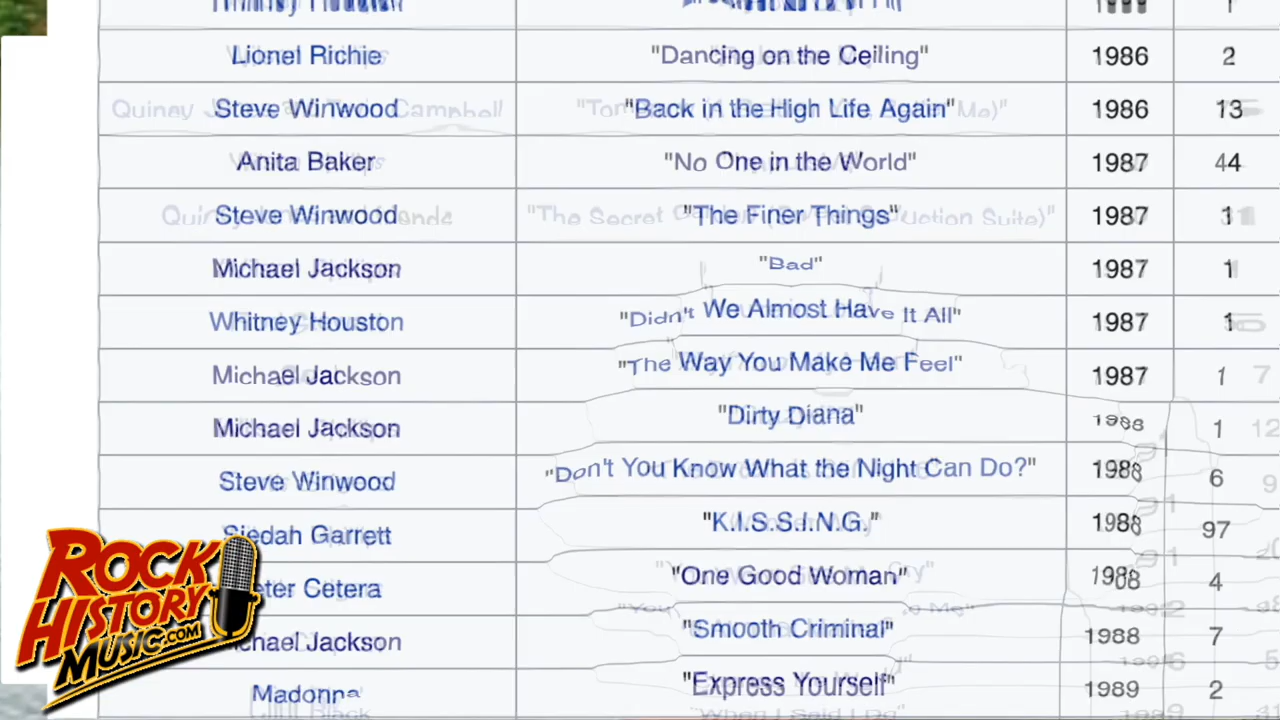 Lionel Richie "Dancing on the Ceiling" 1986 2
Steve Winwood "Back in the High Life Again" 1986 13
Anita Baker "No One in the World" 1987 44
Steve Winwood "The Finer Things" 1987 1
Michael Jackson "Bad" 1987 1
Whitney Houston "Didn't We Almost Have It All" 1987 1
Michael Jackson "The Way You Make Me Feel" 1987 1
Michael Jackson "Dirty Diana" 1988 1
Steve Winwood "Don't You Know What the Night Can Do?" 1988 6
Siedah Garrett "K.I.S.S.I.N.G." 1988 97
eter Cetera "One Good Woman" 1988 4
chael Jackson "Smooth Criminal" 1988 7
Madonna "Express Yourself" 1989 2
ROCK
HISTORY
MUSIC.COM